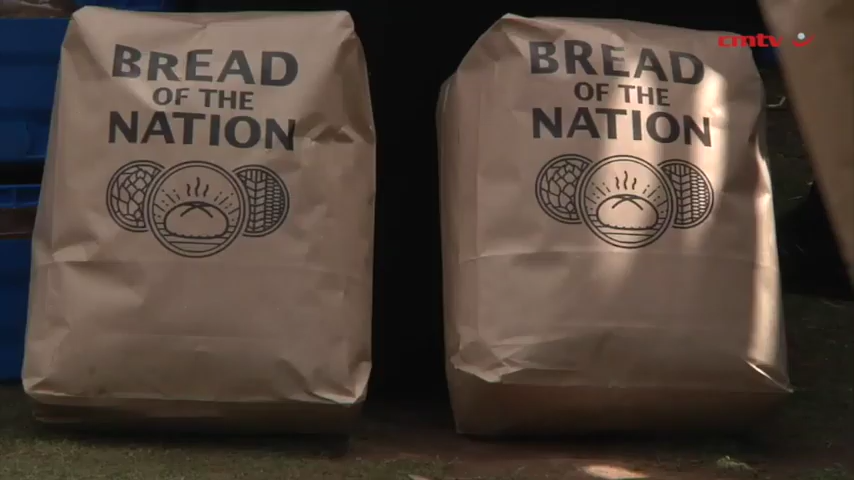 BREAD
OF THE
NATION
BREAD
OF THE
NATION
cmtv